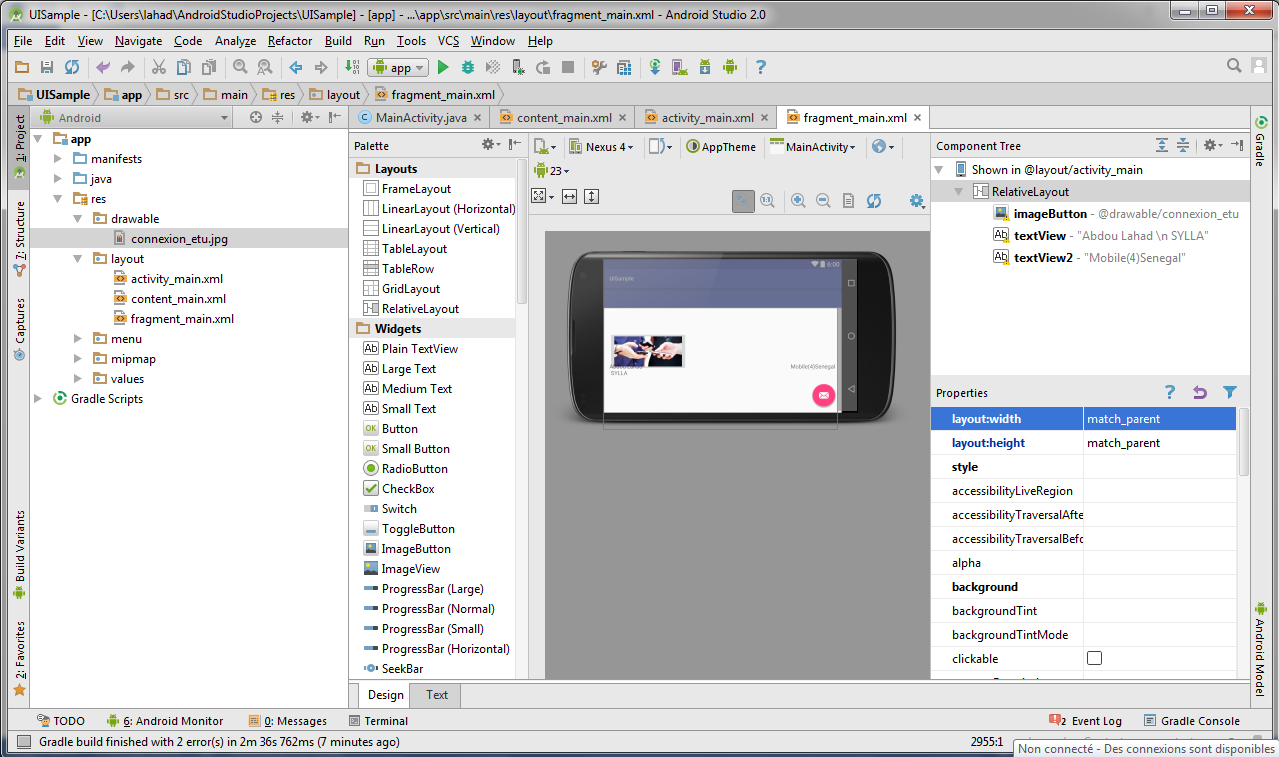 UISample - [C:\Users\lahad\AndroidStudioProjects\UISample] - [app] - ...\app\src\main\res\layout\fragment_main.xml - Android Studio 2.0
File Edit View Navigate Code Analyze Refactor Build Run Tools VCS Window Help
app
UISample app src main res layout fragment_main.xml
1: Project
7: Structure
Captures
Build Variants
2: Favorites
Android
app
manifests
java
res
drawable
connexion_etu.jpg
layout
activity_main.xml
content_main.xml
fragment_main.xml
menu
mipmap
values
Gradle Scripts
MainActivity.java content_main.xml activity_main.xml fragment_main.xml
Palette
Layouts
FrameLayout
LinearLayout (Horizontal)
LinearLayout (Vertical)
TableLayout
TableRow
GridLayout
RelativeLayout
Widgets
Plain TextView
Large Text
Medium Text
Small Text
Button
Small Button
RadioButton
CheckBox
Switch
ToggleButton
ImageButton
ImageView
ProgressBar (Large)
ProgressBar (Normal)
ProgressBar (Small)
ProgressBar (Horizontal)
SeekBar
Nexus 4 AppTheme MainActivity
23
6:00
UISample
SYLLA
Mobile(4)Senegal
Design Text
Component Tree
Shown in @layout/activity_main
RelativeLayout
imageButton - @drawable/connexion_etu
textView - "Abdou Lahad \n SYLLA"
textView2 - "Mobile(4)Senegal"
Properties
layout:width match_parent
layout:height match_parent
style
accessibilityLiveRegion
accessibilityTraversalAfte
accessibilityTraversalBefo
alpha
background
backgroundTint
backgroundTintMode
clickable
Gradle
Android Model
TODO 6: Android Monitor 0: Messages Terminal 2 Event Log Gradle Console
Gradle build finished with 2 error(s) in 2m 36s 762ms (7 minutes ago) 2955:1
Non connecté - Des connexions sont disponibles